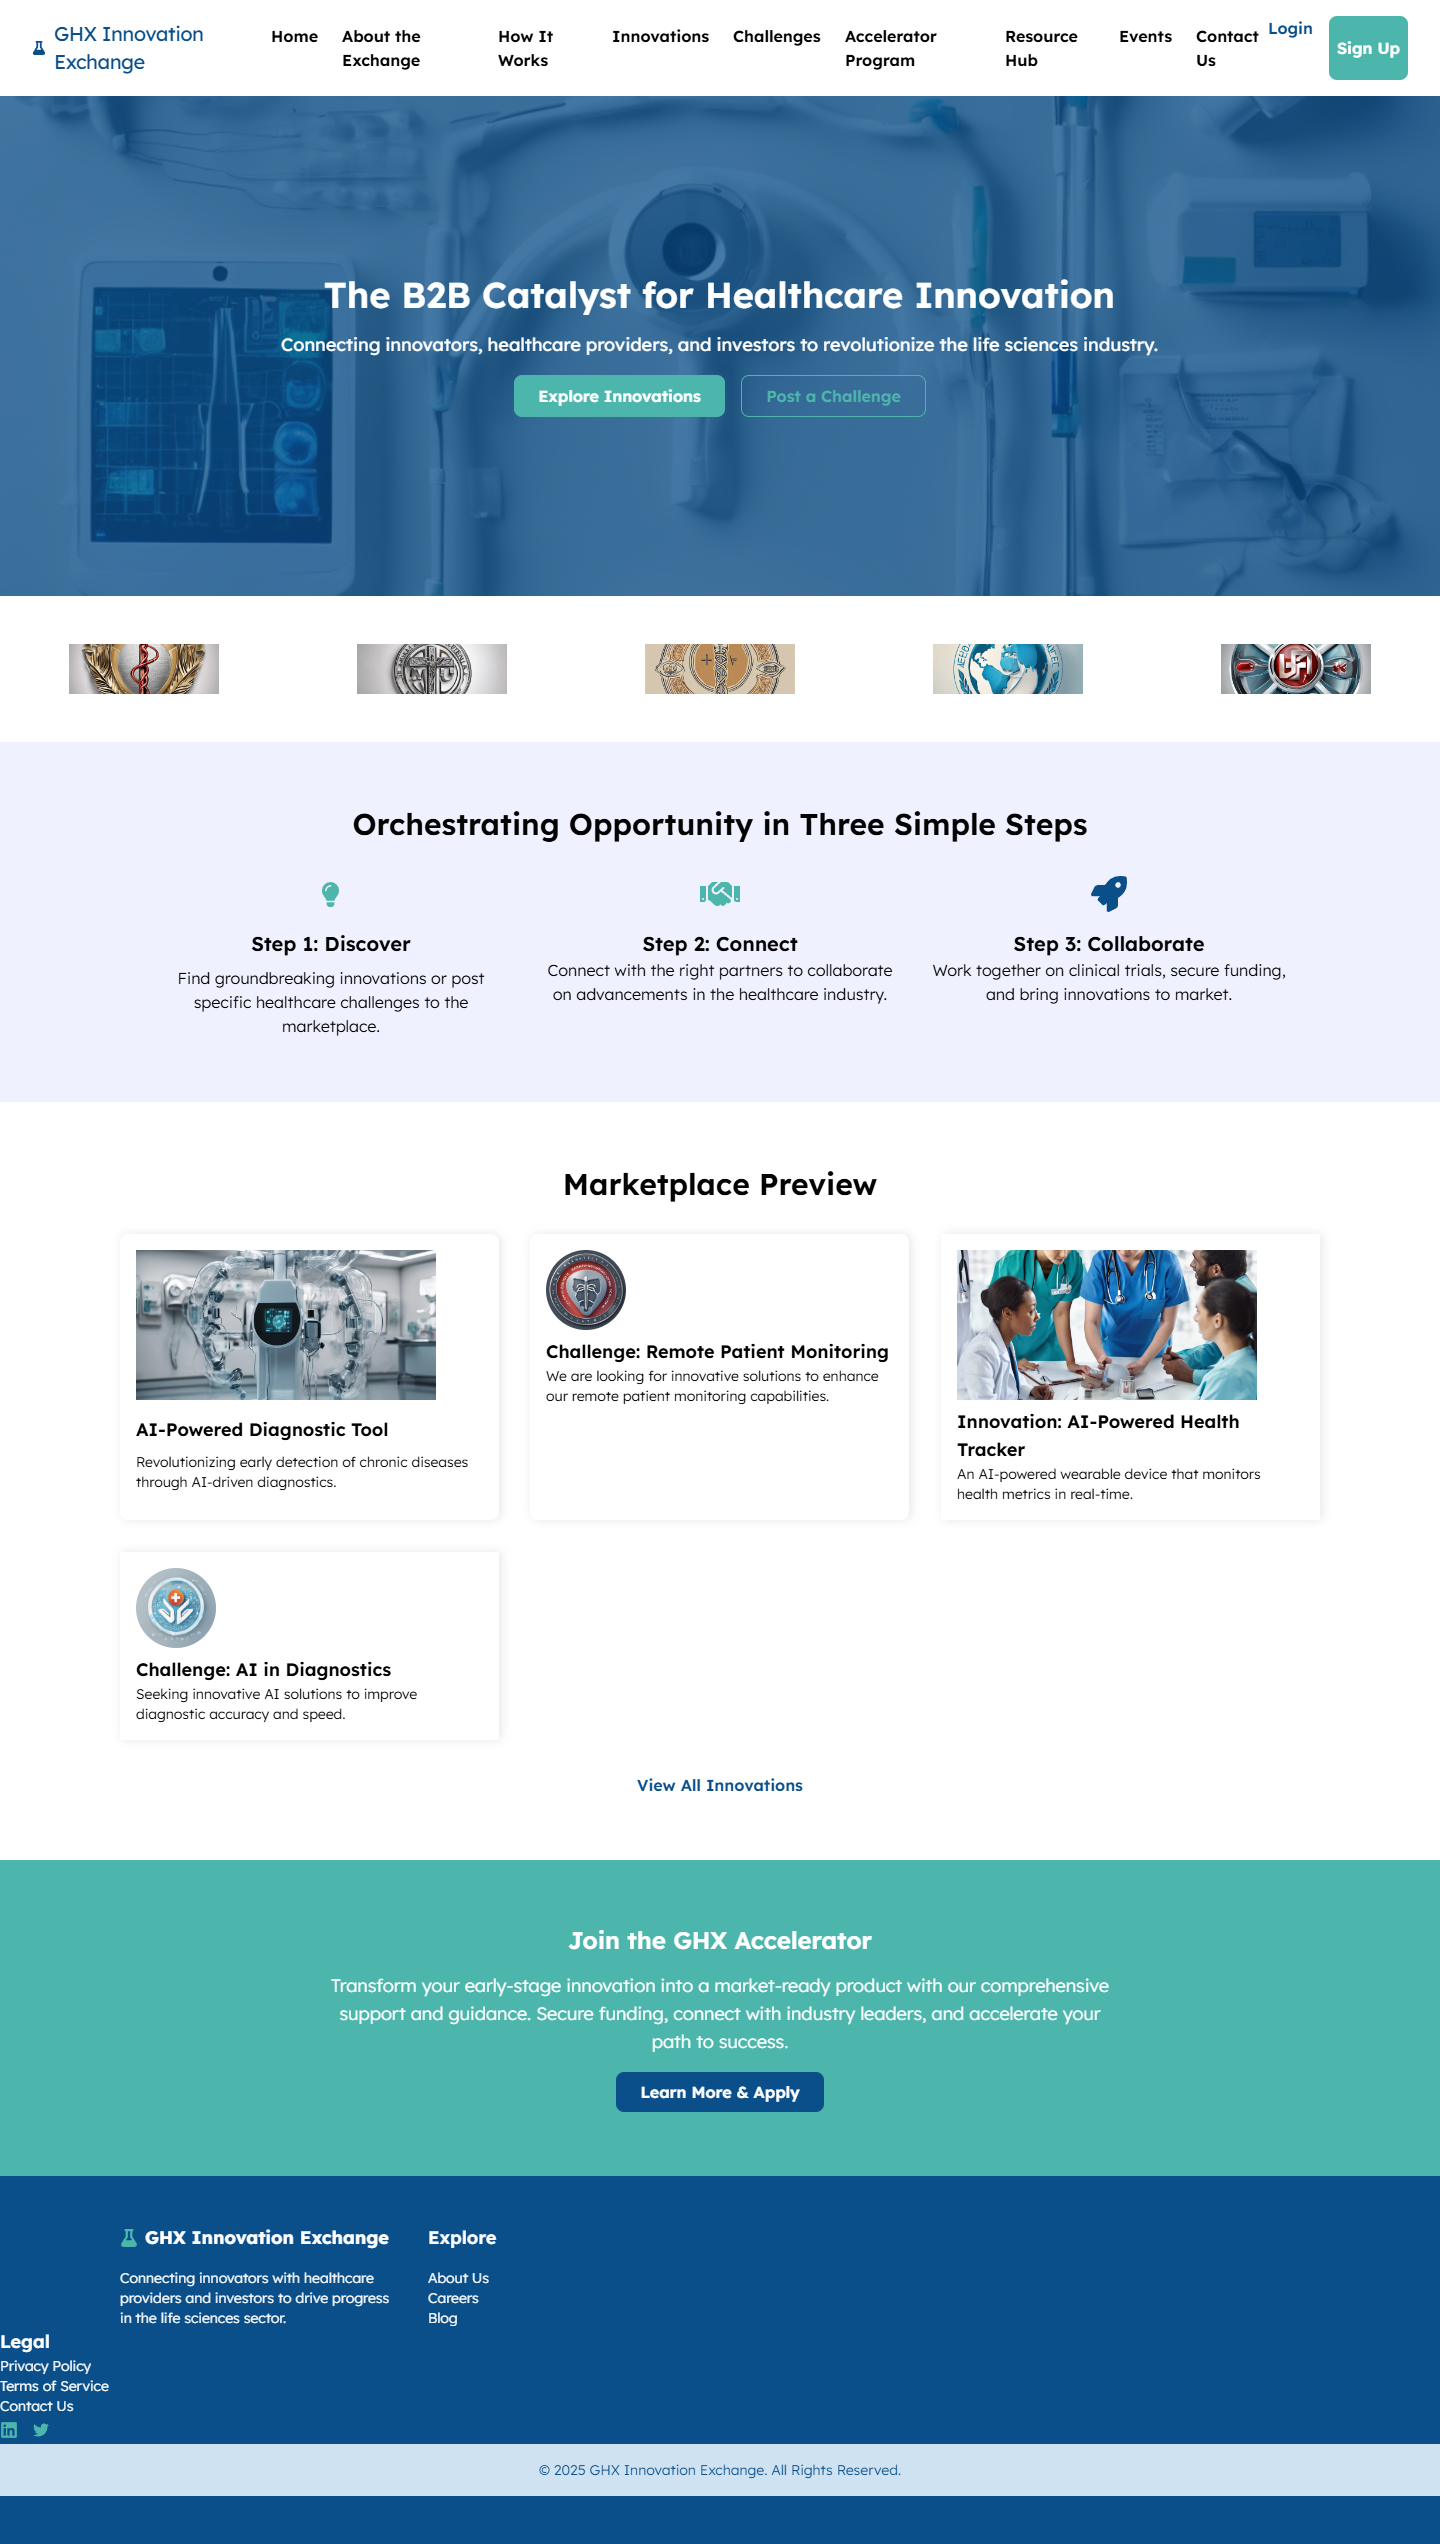 GHX Innovation
Exchange
Home
About the
Exchange
How It
Works
Innovations
Challenges
Accelerator
Program
Resource
Hub
Events
Contact
Us
Login
Sign Up
The B2B Catalyst for Healthcare Innovation
Connecting innovators, healthcare providers, and investors to revolutionize the life sciences industry.
Explore Innovations
Post a Challenge
Orchestrating Opportunity in Three Simple Steps
Step 1: Discover
Find groundbreaking innovations or post
specific healthcare challenges to the
marketplace.
Step 2: Connect
Connect with the right partners to collaborate
on advancements in the healthcare industry.
Step 3: Collaborate
Work together on clinical trials, secure funding,
and bring innovations to market.
Marketplace Preview
AI-Powered Diagnostic Tool
Revolutionizing early detection of chronic diseases
through AI-driven diagnostics.
Challenge: Remote Patient Monitoring
We are looking for innovative solutions to enhance
our remote patient monitoring capabilities.
Innovation: AI-Powered Health
Tracker
An AI-powered wearable device that monitors
health metrics in real-time.
Challenge: AI in Diagnostics
Seeking innovative AI solutions to improve
diagnostic accuracy and speed.
View All Innovations
Join the GHX Accelerator
Transform your early-stage innovation into a market-ready product with our comprehensive
support and guidance. Secure funding, connect with industry leaders, and accelerate your
path to success.
Learn More & Apply
GHX Innovation Exchange
Connecting innovators with healthcare
providers and investors to drive progress
in the life sciences sector.
Explore
About Us
Careers
Blog
Legal
Privacy Policy
Terms of Service
Contact Us
© 2025 GHX Innovation Exchange. All Rights Reserved.